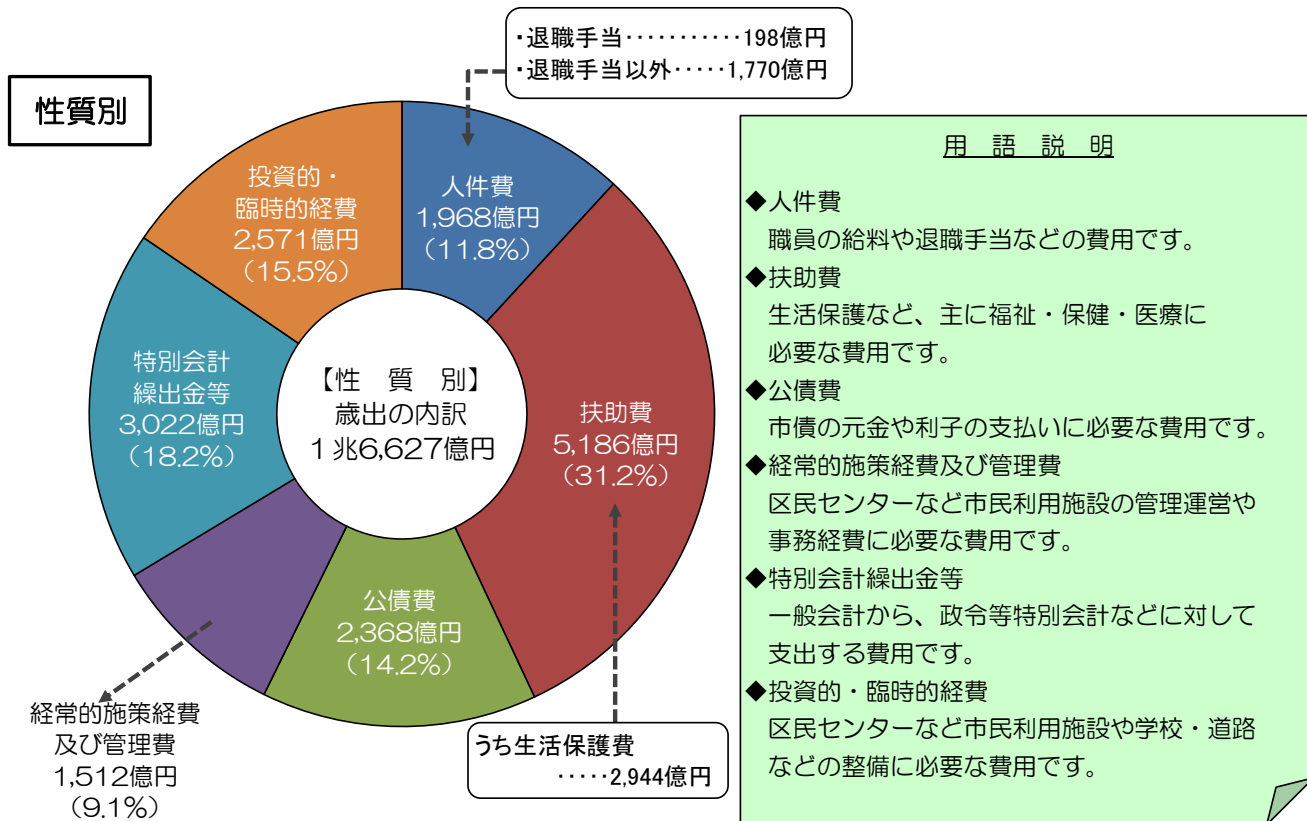 性質別
・退職手当···········198億円
・退職手当以外·····1,770億円
人件費
1,968億円
(11.8%)
扶助費
5,186億円
(31.2%)
うち生活保護費
·····2,944億円
公債費
2,368億円
(14.2%)
経常的施策経費
及び管理費
1,512億円
(9.1%)
特別会計
繰出金等
3,022億円
(18.2%)
投資的・
臨時的経費
2,571億円
(15.5%)
【性 質 別】
歳出の内訳
1兆6,627億円
用 語 説 明
◆人件費
職員の給料や退職手当などの費用です。
◆扶助費
生活保護など、主に福祉・保健・医療に
必要な費用です。
◆公債費
市債の元金や利子の支払いに必要な費用です。
◆経常的施策経費及び管理費
区民センターなど市民利用施設の管理運営や
事務経費に必要な費用です。
◆特別会計繰出金等
一般会計から、政令等特別会計などに対して
支出する費用です。
◆投資的・臨時的経費
区民センターなど市民利用施設や学校・道路
などの整備に必要な費用です。